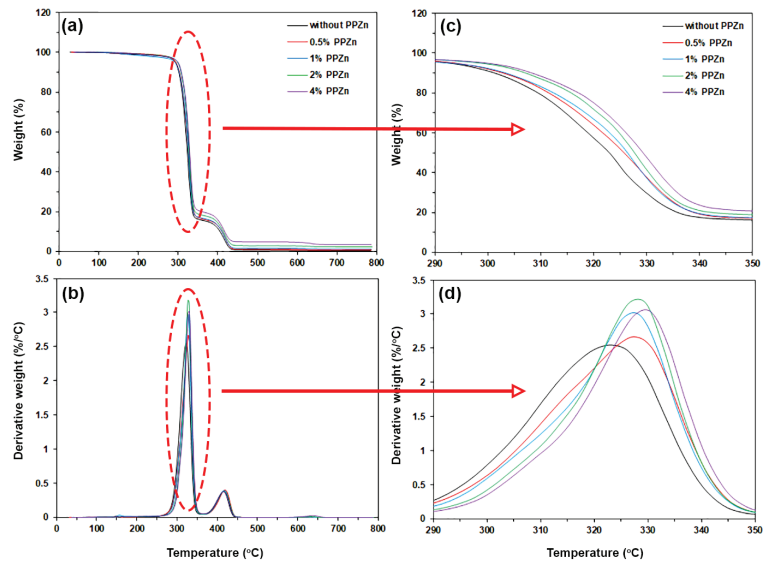 (a)
without PPZn
0.5% PPZn
1% PPZn
2% PPZn
4% PPZn
Weight (%)
120
100
80
60
40
20
0
0 100 200 300 400 500 600 700 800
(c)
without PPZn
0.5% PPZn
1% PPZn
2% PPZn
4% PPZn
Weight (%)
120
100
80
60
40
20
0
290 300 310 320 330 340 350
(b)
Derivative weight (%/°C)
3.5
3
2.5
2
1.5
1
0.5
0
0 100 200 300 400 500 600 700 800
Temperature (°C)
(d)
Derivative weight (%/°C)
3.5
3
2.5
2
1.5
1
0.5
0
290 300 310 320 330 340 350
Temperature (°C)